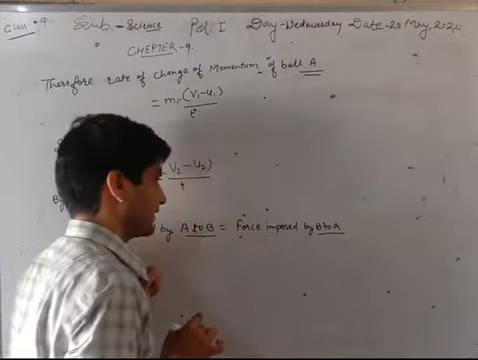 Class: 9 Sub.-Science Pd. I Day-Wednesday Date-20 May, 2020
CHEPTER-9.
Therefore rate of change of Momentum of ball A
= m₁ (V₁-u₁) / t
(V₂-U₂) / t
by A to B = Force imposed by B to A